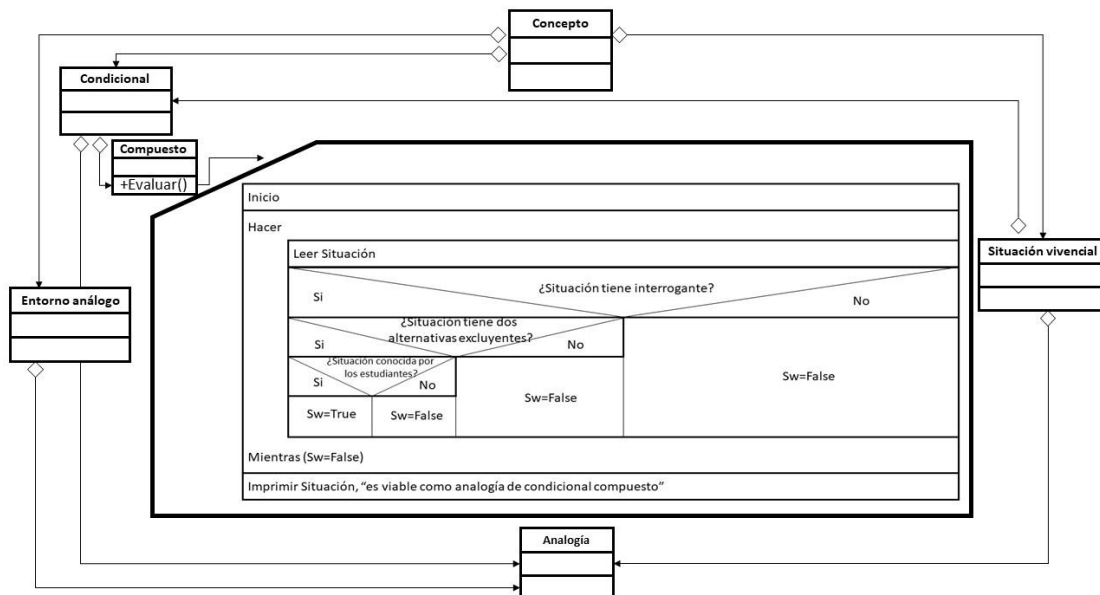 Concepto
Condicional
Compuesto
+Evaluar()
Inicio
Hacer
Leer Situación
¿Situación tiene interrogante?
Si
No
¿Situación tiene dos
alternativas excluyentes?
Si
No
¿Situación conocida por
los estudiantes?
Si
No
Sw=True
Sw=False
Sw=False
Sw=False
Mientras (Sw=False)
Imprimir Situación, “es viable como analogía de condicional compuesto”
Situación vivencial
Entorno análogo
Analogía